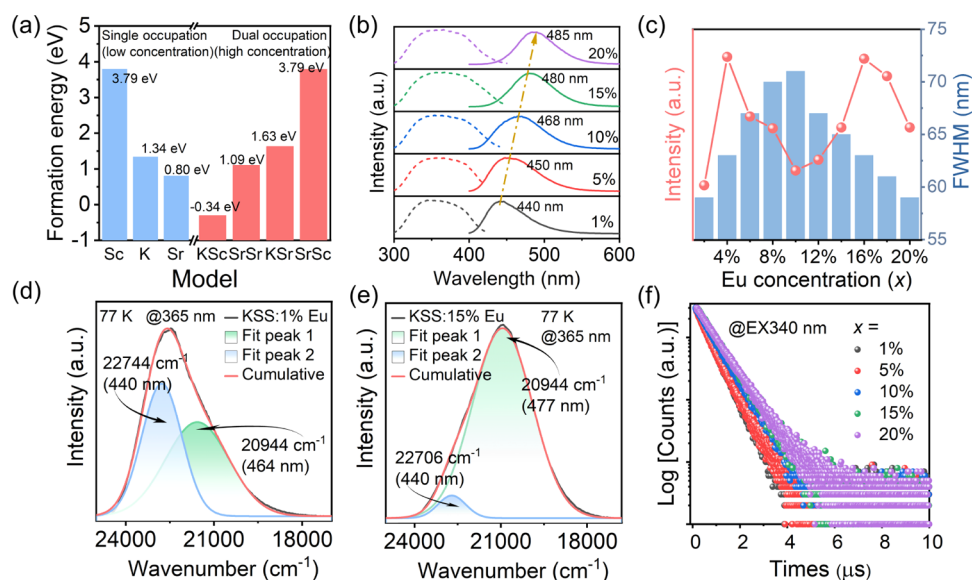 (a)
Formation energy (eV)
5
4
3
2
1
0
-1
Single occupation
(low concentration)
Dual occupation
(high concentration)
3.79 eV
1.34 eV
0.80 eV
-0.34 eV
1.09 eV
1.63 eV
3.79 eV
Sc K Sr KSc SrSr KSr SrSc
Model
(b)
Intensity (a.u.)
485 nm
20%
480 nm
15%
468 nm
10%
450 nm
5%
440 nm
1%
300 400 500 600
Wavelength (nm)
(c)
Intensity (a.u.)
75
70
65
60
55
FWHM (nm)
4% 8% 12% 16% 20%
Eu concentration (x)
(d)
Intensity (a.u.)
77 K @365 nm
KSS:1% Eu
Fit peak 1
Fit peak 2
Cumulative
22744 cm-1
(440 nm)
20944 cm-1
(464 nm)
24000 21000 18000
Wavenumber (cm-1)
(e)
Intensity (a.u.)
KSS:15% Eu
Fit peak 1
Fit peak 2
Cumulative
77 K
@365 nm
20944 cm-1
(477 nm)
22706 cm-1
(440 nm)
24000 21000 18000
Wavenumber (cm-1)
(f)
Log [Counts (a.u.)]
@EX340 nm
x =
1%
5%
10%
15%
20%
0 2 4 6 8 10
Times (μs)